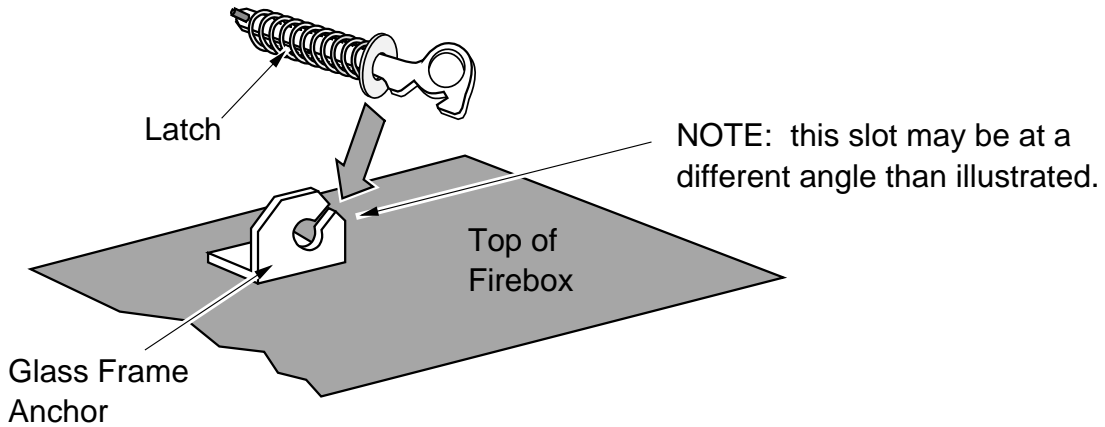 Latch
NOTE:  this slot may be at a
different angle than illustrated.
Top of
Firebox
Glass Frame
Anchor